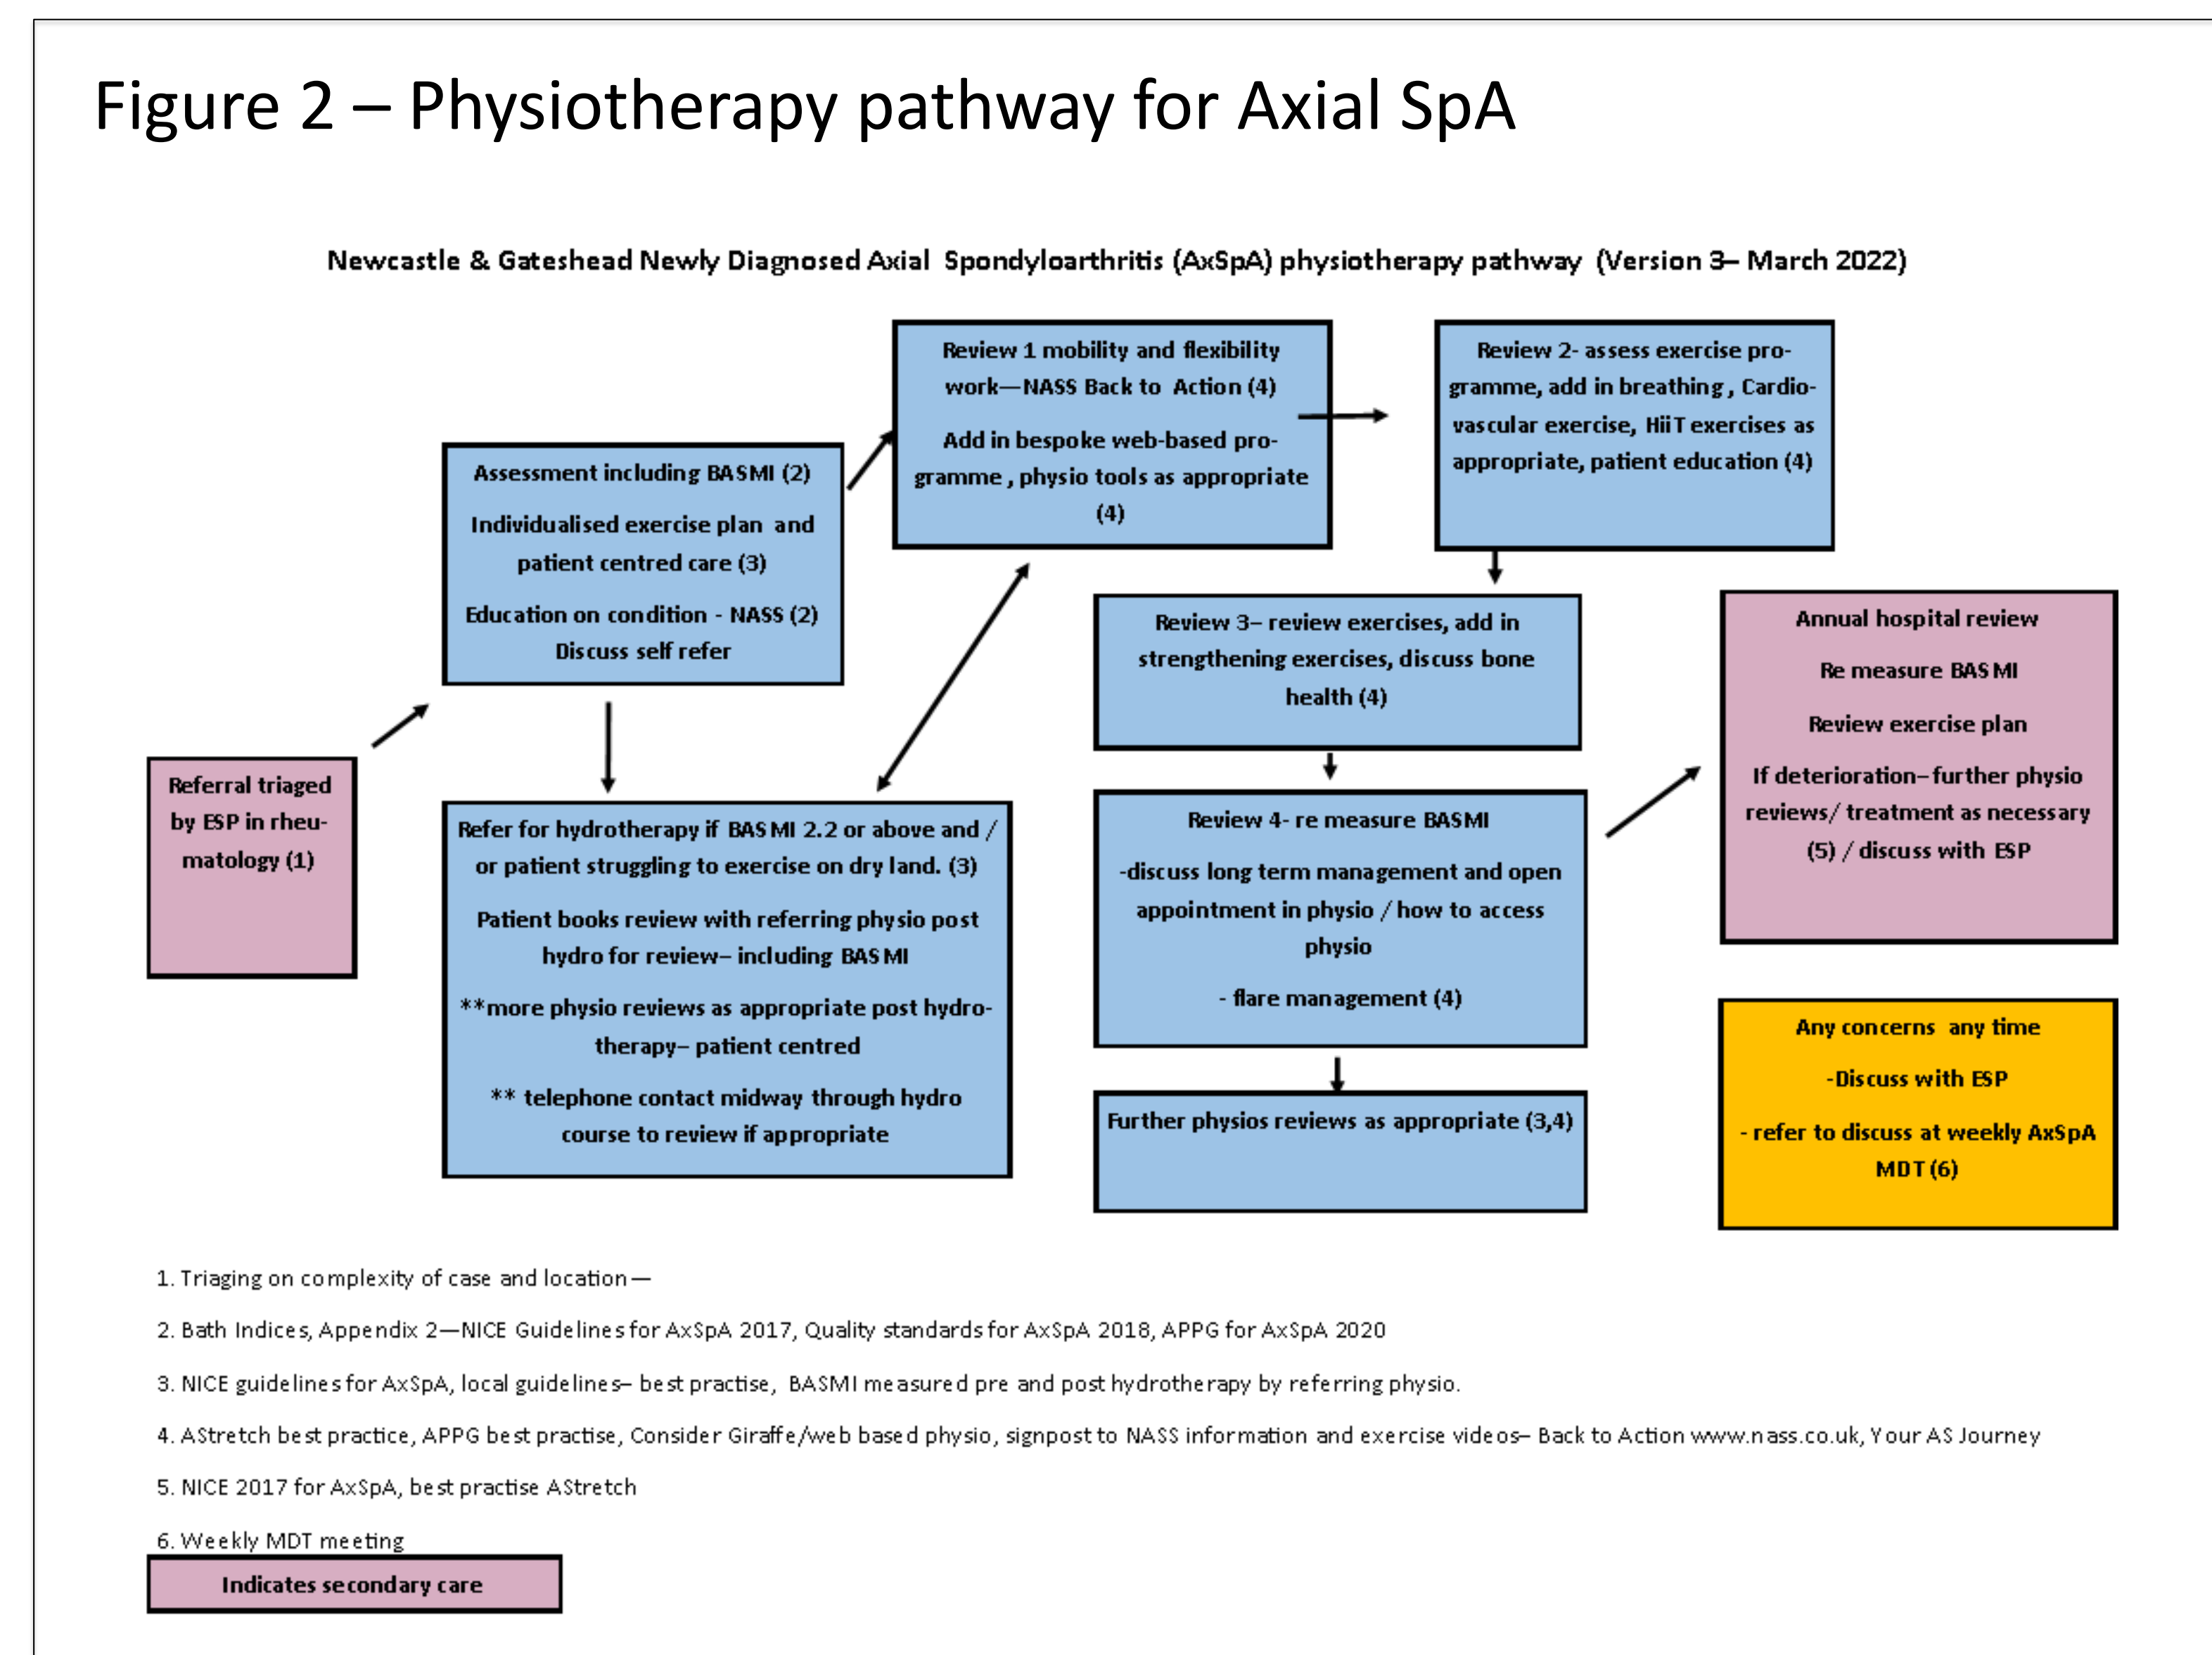 Figure 2 – Physiotherapy pathway for Axial SpA
Newcastle & Gateshead Newly Diagnosed Axial Spondyloarthritis (AxSpA) physiotherapy pathway (Version 3– March 2022)
Referral triaged
by ESP in rheu-
matology (1)
Assessment including BASMI (2)
Individualised exercise plan and
patient centred care (3)
Education on condition - NASS (2)
Discuss self refer
Refer for hydrotherapy if BASMI 2.2 or above and /
or patient struggling to exercise on dry land. (3)
Patient books review with referring physio post
hydro for review– including BASMI
**more physio reviews as appropriate post hydro-
therapy– patient centred
** telephone contact midway through hydro
course to review if appropriate
Review 1 mobility and flexibility
work—NASS Back to Action (4)
Add in bespoke web-based pro-
gramme , physio tools as appropriate
(4)
Review 2- assess exercise pro-
gramme, add in breathing , Cardio-
vascular exercise, HiiT exercises as
appropriate, patient education (4)
Review 3– review exercises, add in
strengthening exercises, discuss bone
health (4)
Review 4- re measure BASMI
-discuss long term management and open
appointment in physio / how to access
physio
- flare management (4)
Further physios reviews as appropriate (3,4)
Annual hospital review
Re measure BASMI
Review exercise plan
If deterioration– further physio
reviews/ treatment as necessary
(5) / discuss with ESP
Any concerns any time
-Discuss with ESP
- refer to discuss at weekly AxSpA
MDT (6)
1. Triaging on complexity of case and location —
2. Bath Indices, Appendix 2—NICE Guidelines for AxSpA 2017, Quality standards for AxSpA 2018, APPG for AxSpA 2020
3. NICE guidelines for AxSpA, local guidelines– best practise, BASMI measured pre and post hydrotherapy by referring physio.
4. AStretch best practice, APPG best practise, Consider Giraffe/web based physio, signpost to NASS information and exercise videos– Back to Action www.nass.co.uk, Your AS Journey
5. NICE 2017 for AxSpA, best practise AStretch
6. Weekly MDT meeting
Indicates secondary care